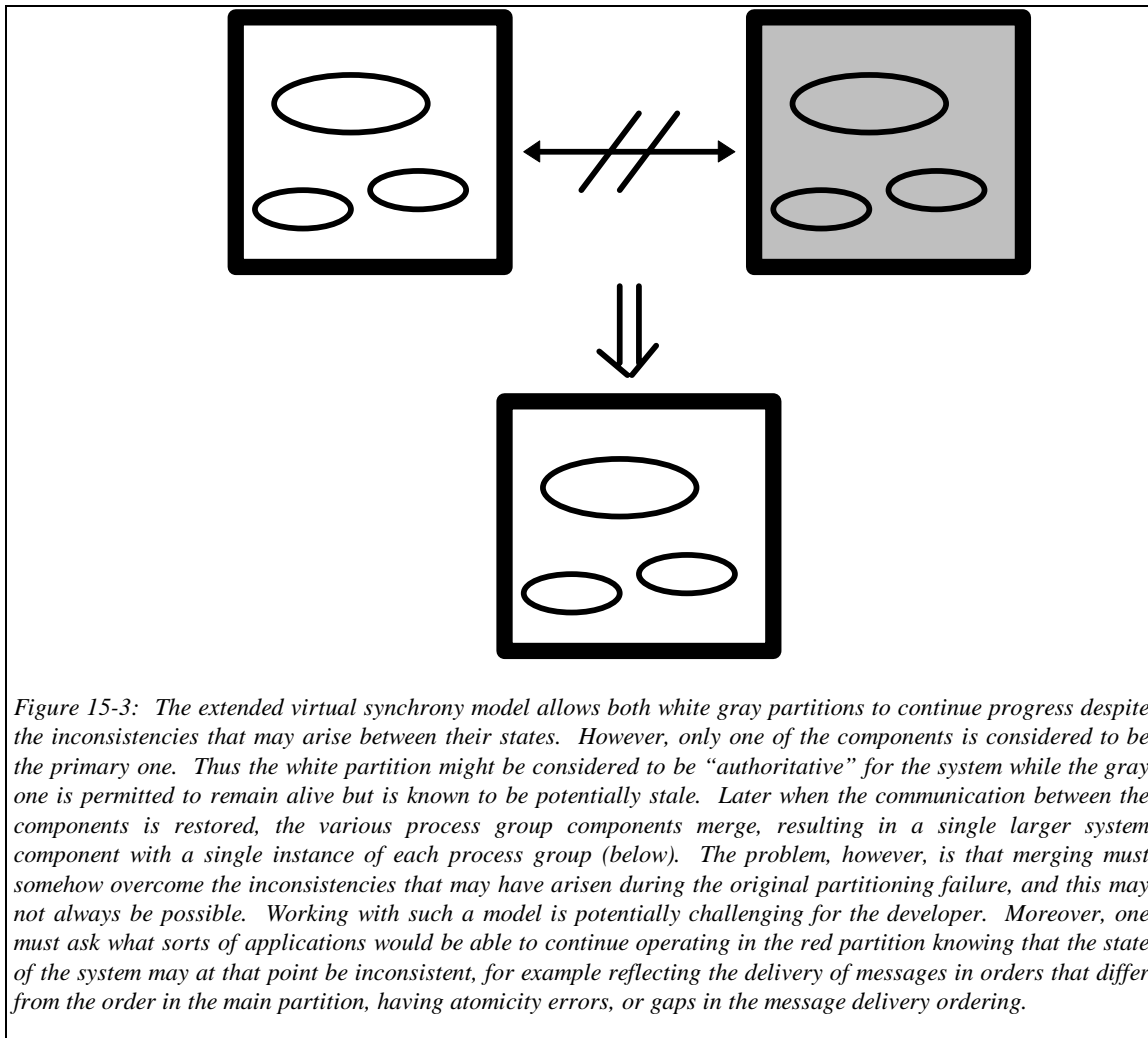 Figure 15-3:  The extended virtual synchrony model allows both white gray partitions to continue progress despite
the inconsistencies that may arise between their states.  However, only one of the components is considered to be
the primary one.  Thus the white partition might be considered to be “authoritative” for the system while the gray
one is permitted to remain alive but is known to be potentially stale.  Later when the communication between the
components is restored, the various process group components merge, resulting in a single larger system
component with a single instance of each process group (below).  The problem, however, is that merging must
somehow overcome the inconsistencies that may have arisen during the original partitioning failure, and this may
not always be possible.  Working with such a model is potentially challenging for the developer.  Moreover, one
must ask what sorts of applications would be able to continue operating in the red partition knowing that the state
of the system may at that point be inconsistent, for example reflecting the delivery of messages in orders that differ
from the order in the main partition, having atomicity errors, or gaps in the message delivery ordering.